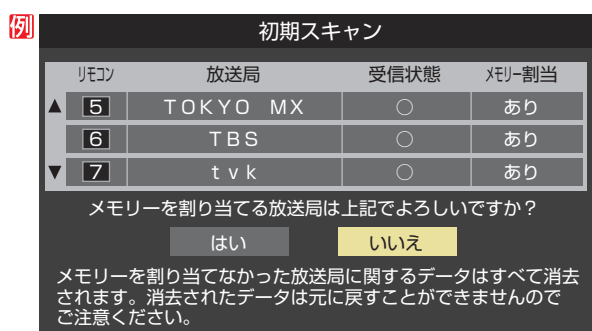 例
初期スキャン
リモコン 放送局 受信状態 メモリー割当
▲ 5 TOKYO MX ○ あり
6 TBS ○ あり
▼ 7 tvk ○ あり
メモリーを割り当てる放送局は上記でよろしいですか？
はい いいえ
メモリーを割り当てなかった放送局に関するデータはすべて消去
されます。消去されたデータは元に戻すことができませんので
ご注意ください。